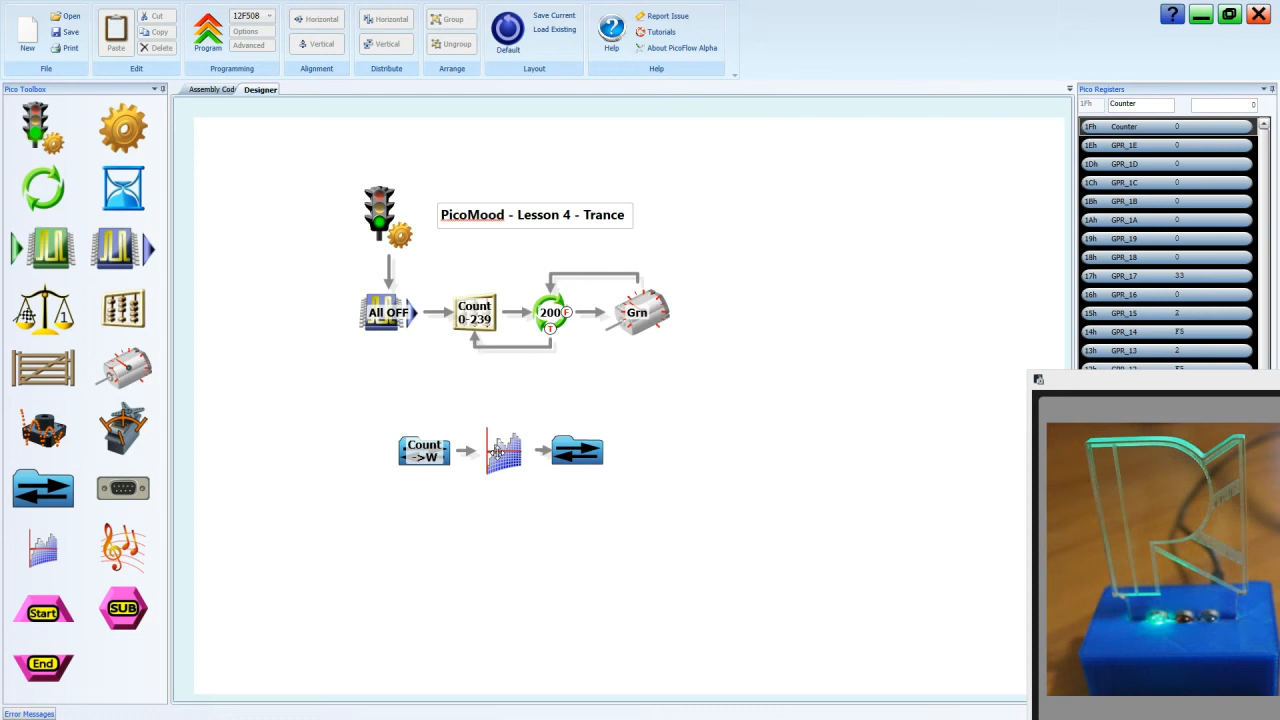 New
Open
Save
Print
File
Paste
Cut
Copy
Delete
Edit
Program
12F508
Options
Advanced
Programming
Horizontal
Vertical
Alignment
Horizontal
Vertical
Distribute
Group
Ungroup
Arrange
Default
Save Current
Load Existing
Layout
Help
Report Issue
Tutorials
About PicoFlow Alpha
Help
?
Pico Toolbox
1
Start
SUB
End
Error Messages
Assembly Cod
Designer
PicoMood - Lesson 4 - Trance
All OFF
Count
0-239
200
F
T
Grn
Count
->W
Pico Registers
1Fh Counter 0
1Fh Counter 0
1Eh GPR_1E 0
1Dh GPR_1D 0
1Ch GPR_1C 0
1Bh GPR_1B 0
1Ah GPR_1A 0
19h GPR_19 0
18h GPR_18 0
17h GPR_17 33
16h GPR_16 0
15h GPR_15 2
14h GPR_14 F5
13h GPR_13 2